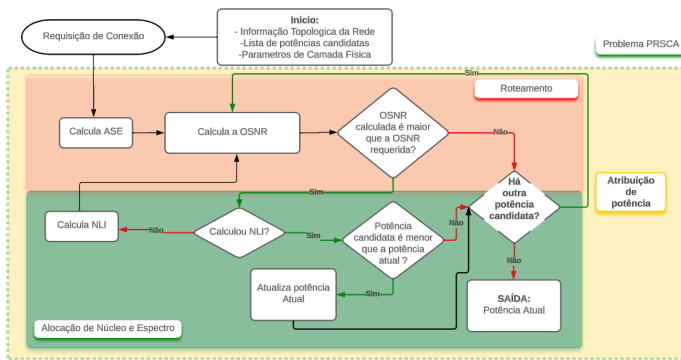 Início:
- Informação Topologica da Rede
-Lista de potências candidatas
-Parametros de Camada Física
Requisição de Conexão
Problema PRSCA
Sim
Roteamento
Calcula ASE
Calcula a OSNR
OSNR
calculada é maior
que a OSNR
requerida?
Não
Há
outra
potência
candidata?
Atribuição
de
potência
Sim
Calcula NLI
Não
Calculou NLI?
Sim
Potência
candidata é menor
que a potência
atual ?
Não
Não
Sim
Atualiza potência
Atual
SAÍDA:
Potência Atual
Alocação de Núcleo e Espectro